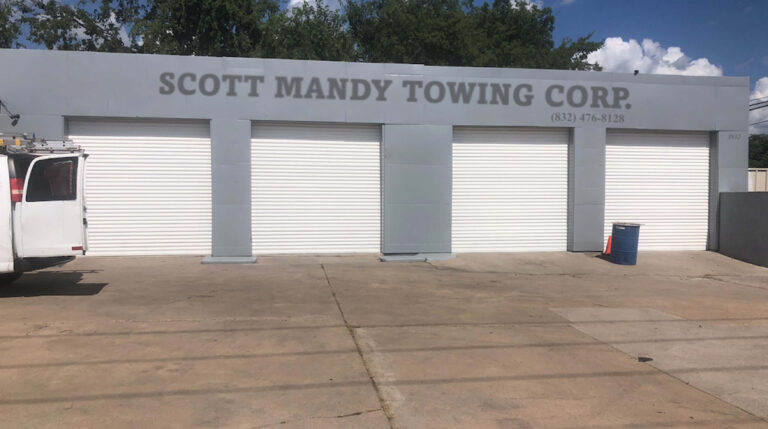 SCOTT MANDY TOWING CORP.
(832) 476-8128